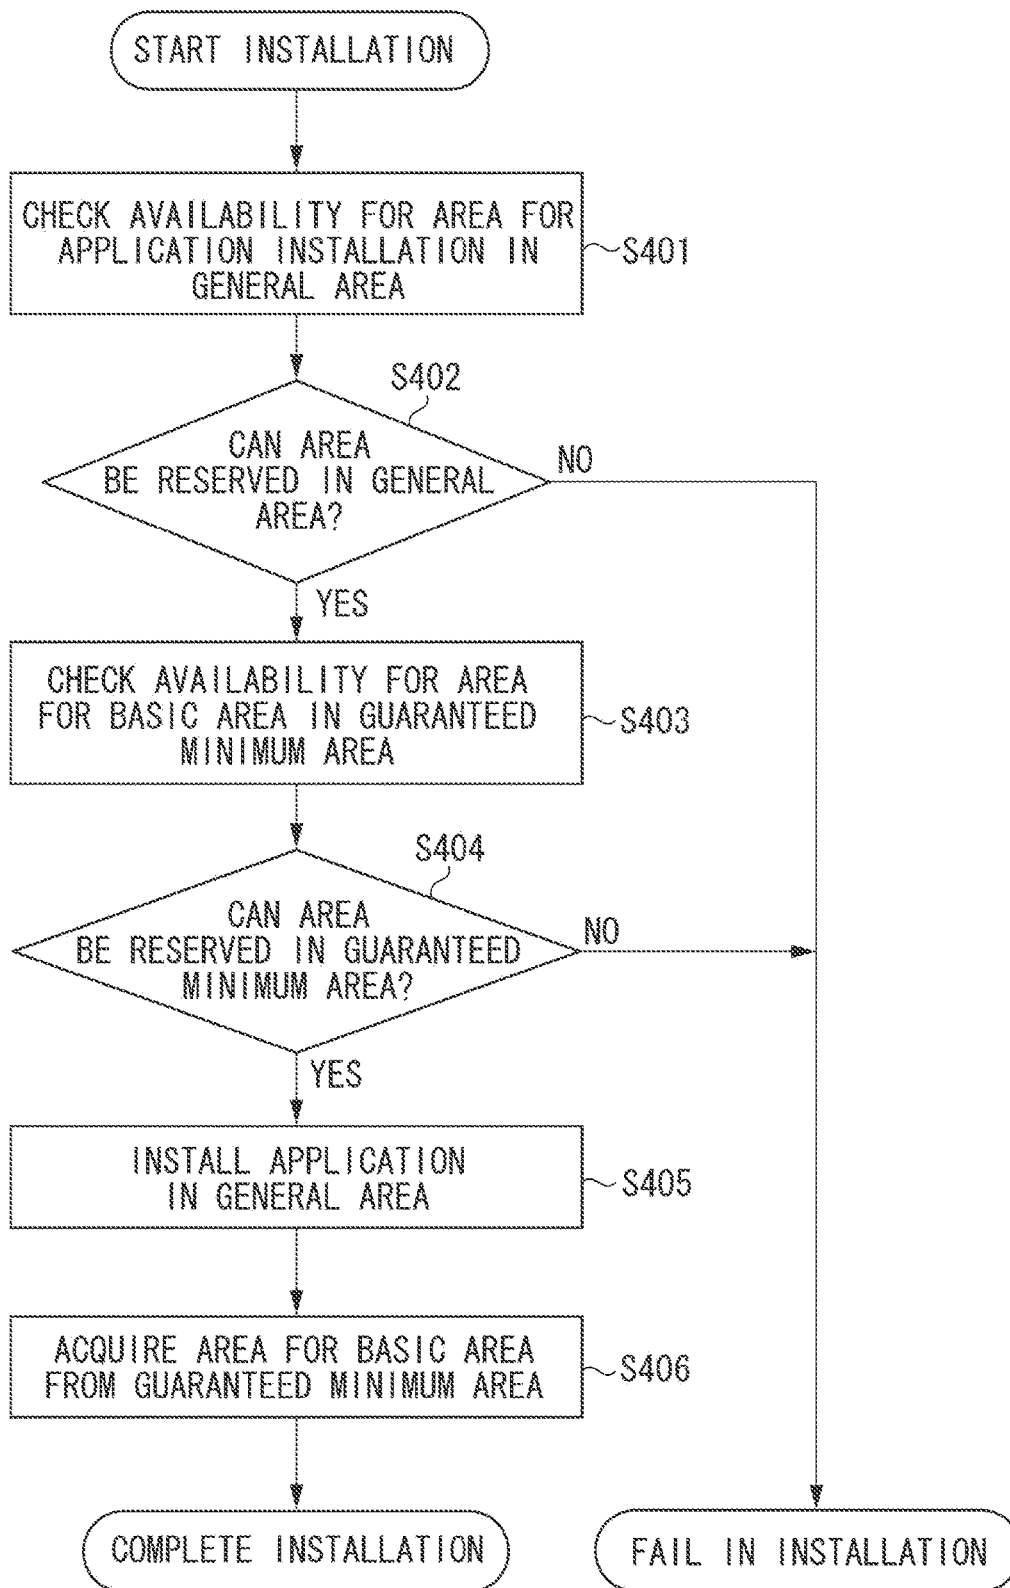 START INSTALLATION
CHECK AVAILABILITY FOR AREA FOR
APPLICATION INSTALLATION IN
GENERAL AREA
S401
S402
CAN AREA
BE RESERVED IN GENERAL
AREA?
NO
YES
CHECK AVAILABILITY FOR AREA
FOR BASIC AREA IN GUARANTEED
MINIMUM AREA
S403
S404
CAN AREA
BE RESERVED IN GUARANTEED
MINIMUM AREA?
NO
YES
INSTALL APPLICATION
IN GENERAL AREA
S405
ACQUIRE AREA FOR BASIC AREA
FROM GUARANTEED MINIMUM AREA
S406
COMPLETE INSTALLATION
FAIL IN INSTALLATION